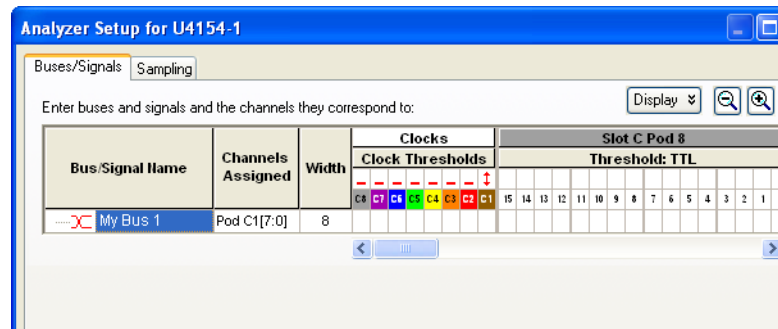 Analyzer Setup for U4154-1
Buses/Signals Sampling
Enter buses and signals and the channels they correspond to:
Display
Bus/Signal Name Channels Assigned Width Clocks Slot C Pod 8
Clock Thresholds Threshold: TTL
C8 C7 C6 C5 C4 C3 C2 C1 15 14 13 12 11 10 9 8 7 6 5 4 3 2 1
My Bus 1 Pod C1[7:0] 8